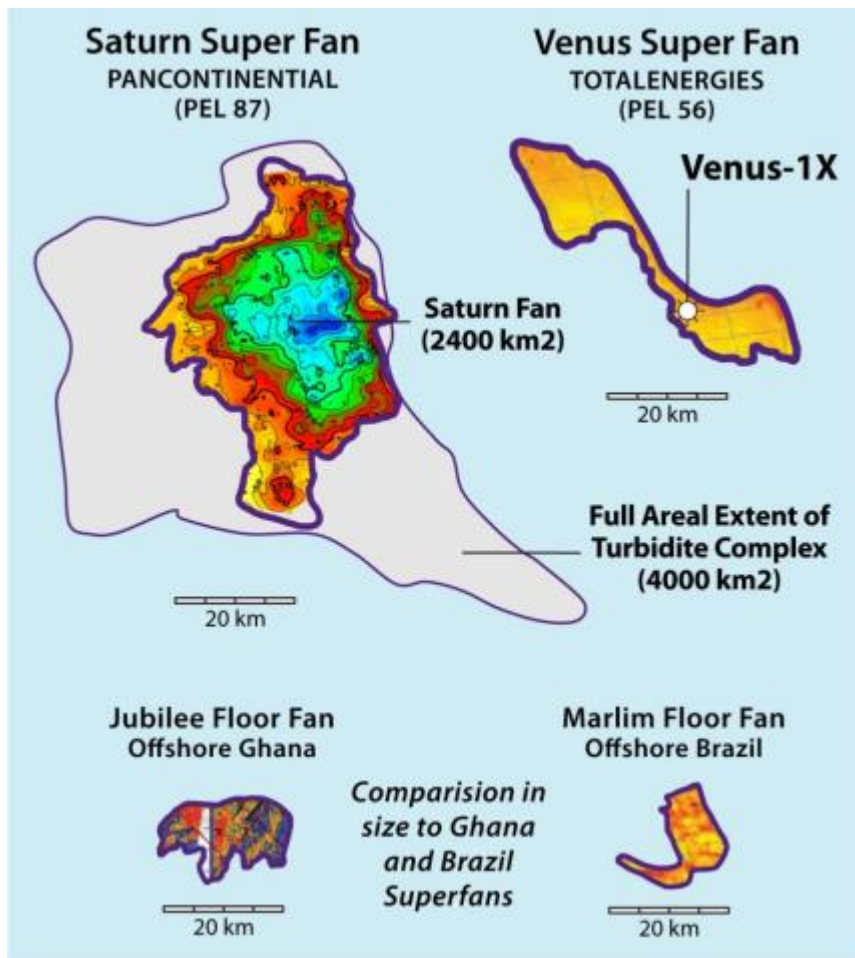 Saturn Super Fan
PANCONTINENTIAL
(PEL 87)
Venus Super Fan
TOTALENERGIES
(PEL 56)
Venus-1X
Saturn Fan
(2400 km2)
20 km
Full Areal Extent of
Turbidite Complex
(4000 km2)
20 km
Jubilee Floor Fan
Offshore Ghana
Marlim Floor Fan
Offshore Brazil
Comparision in
size to Ghana
and Brazil
Superfans
20 km
20 km